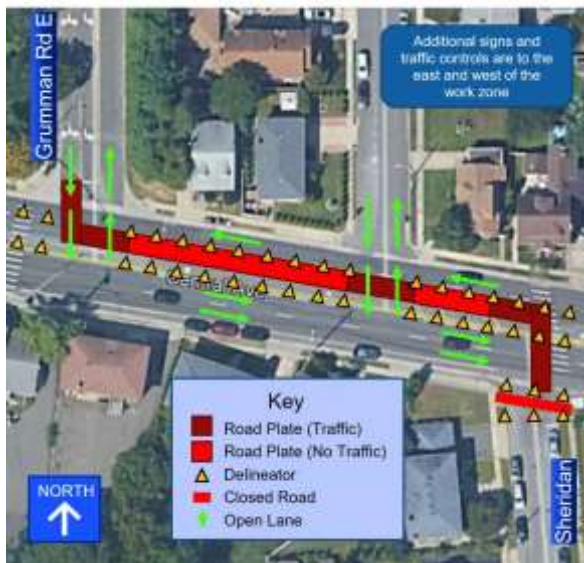 Grumman Rd E
Additional signs and
traffic controls are to the
east and west of the
work zone
Key
Road Plate (Traffic)
Road Plate (No Traffic)
Delineator
Closed Road
Open Lane
NORTH
Sheridan